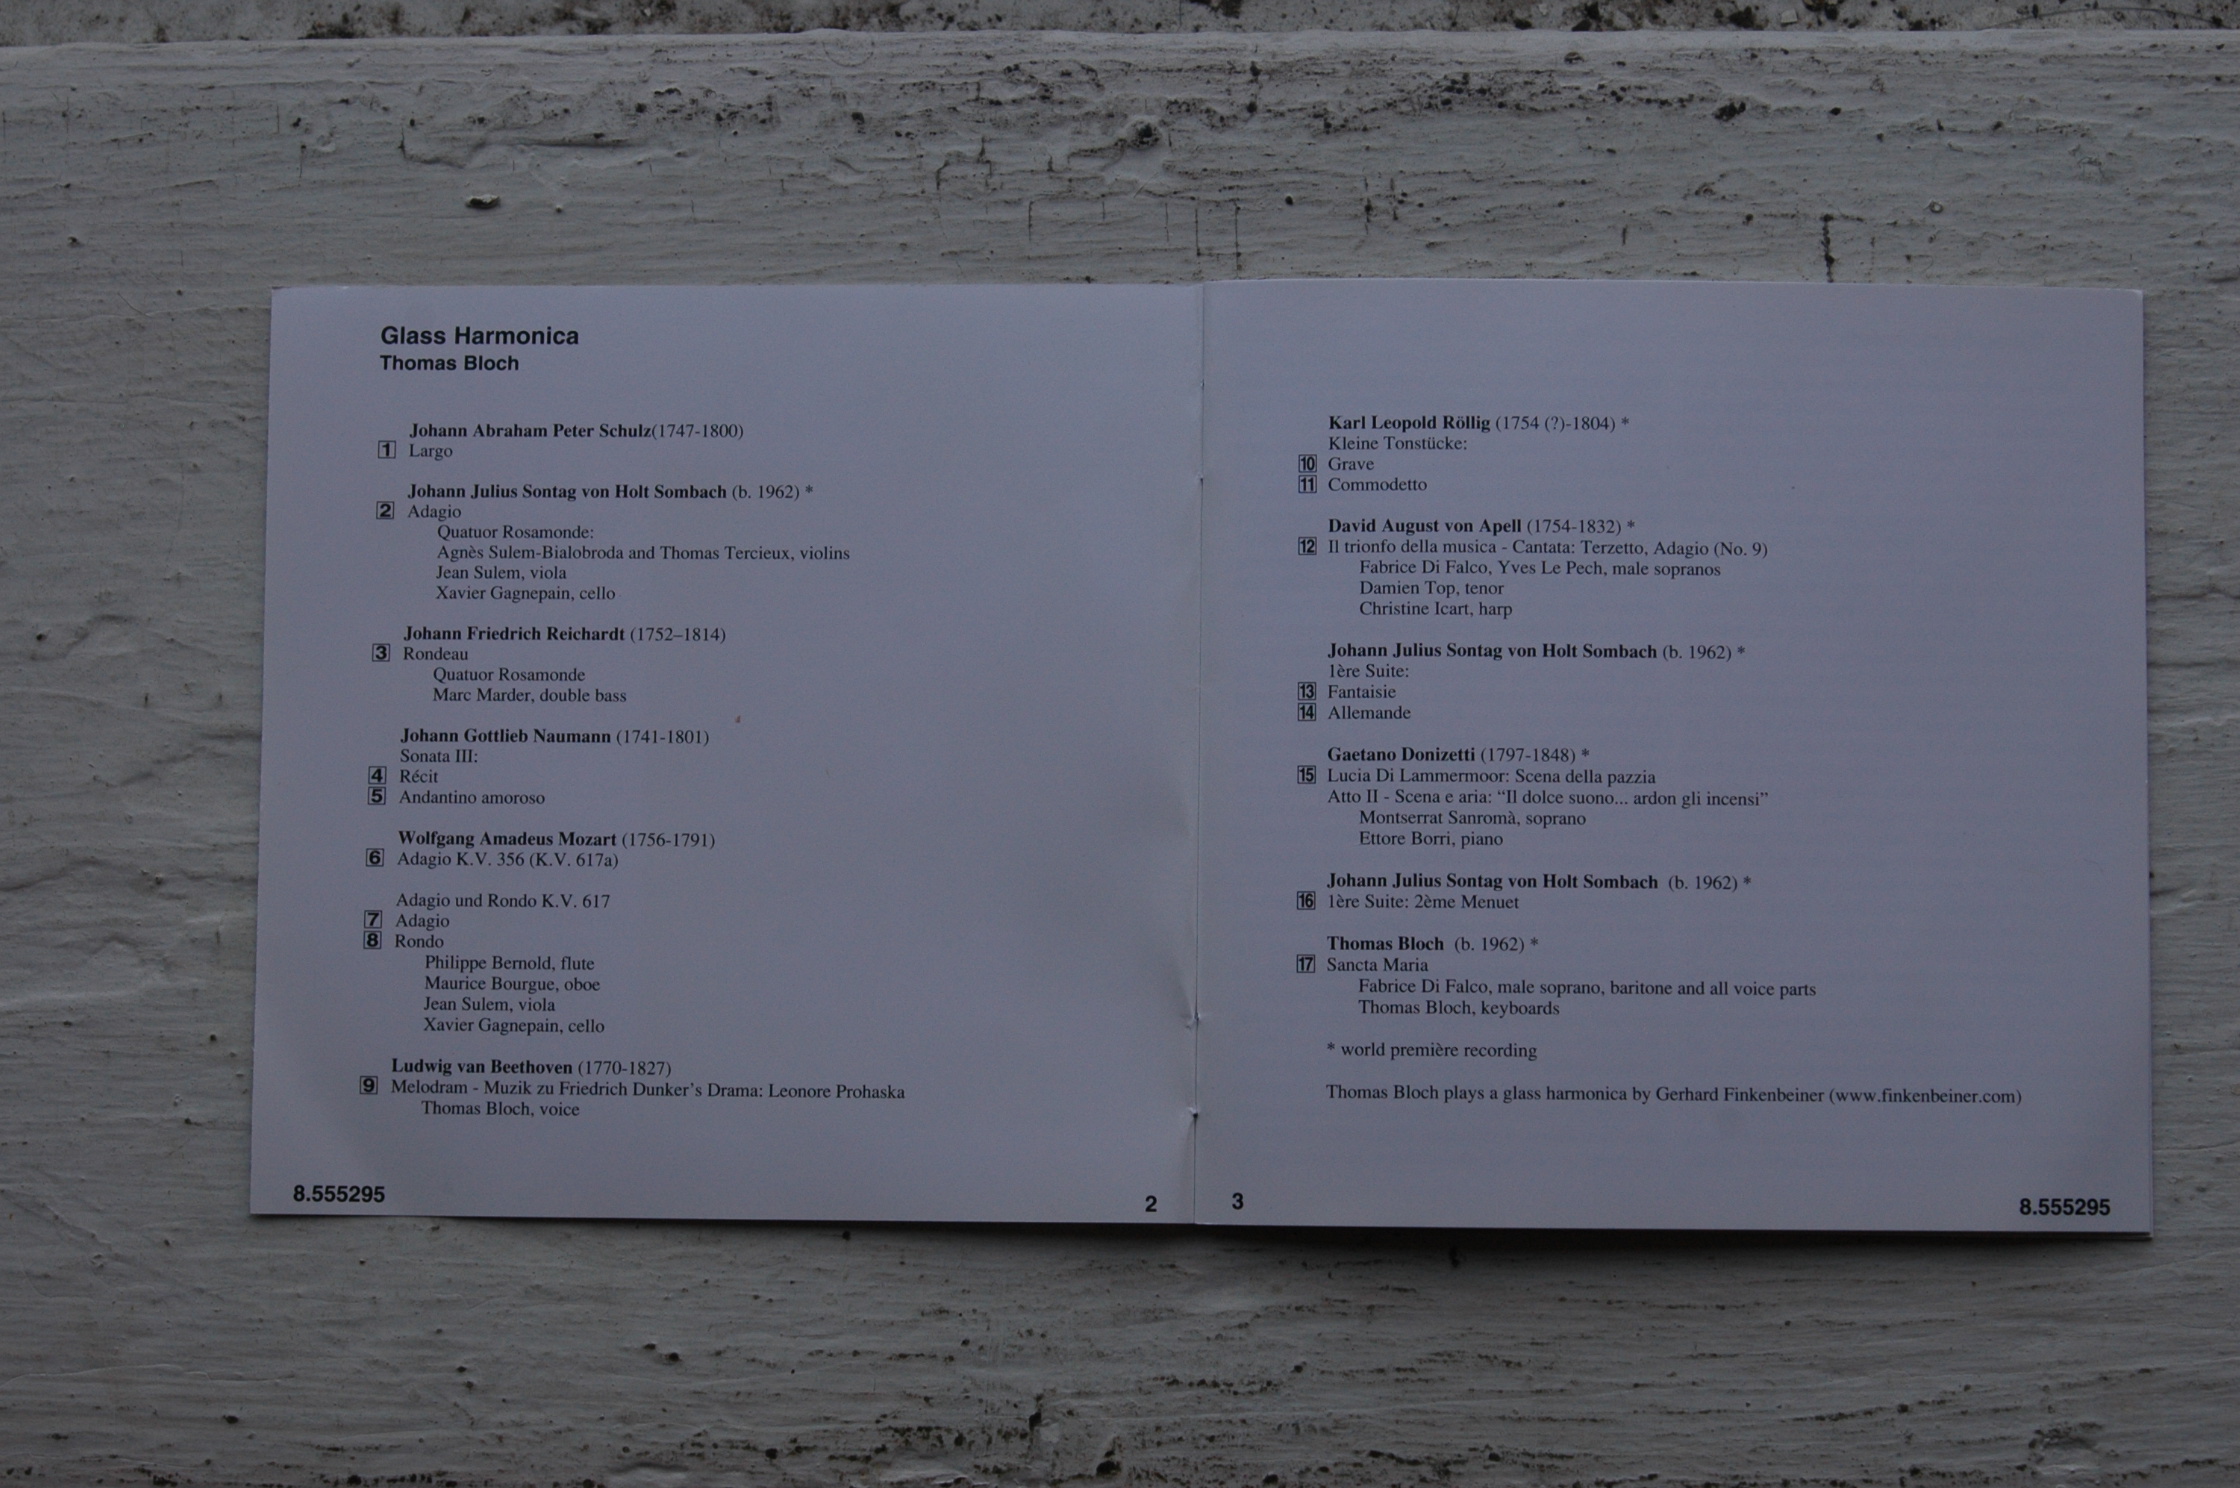 Glass Harmonica
Thomas Bloch
Johann Abraham Peter Schulz(1747-1800)
1 Largo
Johann Julius Sontag von Holt Sombach (b. 1962) *
2 Adagio
Quatuor Rosamonde:
Agnès Sulem-Bialobroda and Thomas Tercieux, violins
Jean Sulem, viola
Xavier Gagnepain, cello
Johann Friedrich Reichardt (1752–1814)
3 Rondeau
Quatuor Rosamonde
Marc Marder, double bass
Johann Gottlieb Naumann (1741-1801)
Sonata III:
4 Récit
5 Andantino amoroso
Wolfgang Amadeus Mozart (1756-1791)
6 Adagio K.V. 356 (K.V. 617a)
Adagio und Rondo K.V. 617
7 Adagio
8 Rondo
Philippe Bernold, flute
Maurice Bourgue, oboe
Jean Sulem, viola
Xavier Gagnepain, cello
Ludwig van Beethoven (1770-1827)
9 Melodram - Muzik zu Friedrich Dunker's Drama: Leonore Prohaska
Thomas Bloch, voice
8.555295
2
Karl Leopold Röllig (1754 (?)-1804) *
Kleine Tonstücke:
10 Grave
11 Commodetto
David August von Apell (1754-1832) *
12 Il trionfo della musica - Cantata: Terzetto, Adagio (No. 9)
Fabrice Di Falco, Yves Le Pech, male sopranos
Damien Top, tenor
Christine Icart, harp
Johann Julius Sontag von Holt Sombach (b. 1962) *
1ère Suite:
13 Fantaisie
14 Allemande
Gaetano Donizetti (1797-1848) *
15 Lucia Di Lammermoor: Scena della pazzia
Atto II - Scena e aria: “Il dolce suono... ardon gli incensi”
Montserrat Sanromà, soprano
Ettore Borri, piano
Johann Julius Sontag von Holt Sombach (b. 1962) *
16 1ère Suite: 2ème Menuet
Thomas Bloch (b. 1962) *
17 Sancta Maria
Fabrice Di Falco, male soprano, baritone and all voice parts
Thomas Bloch, keyboards
* world première recording
Thomas Bloch plays a glass harmonica by Gerhard Finkenbeiner (www.finkenbeiner.com)
3
8.555295